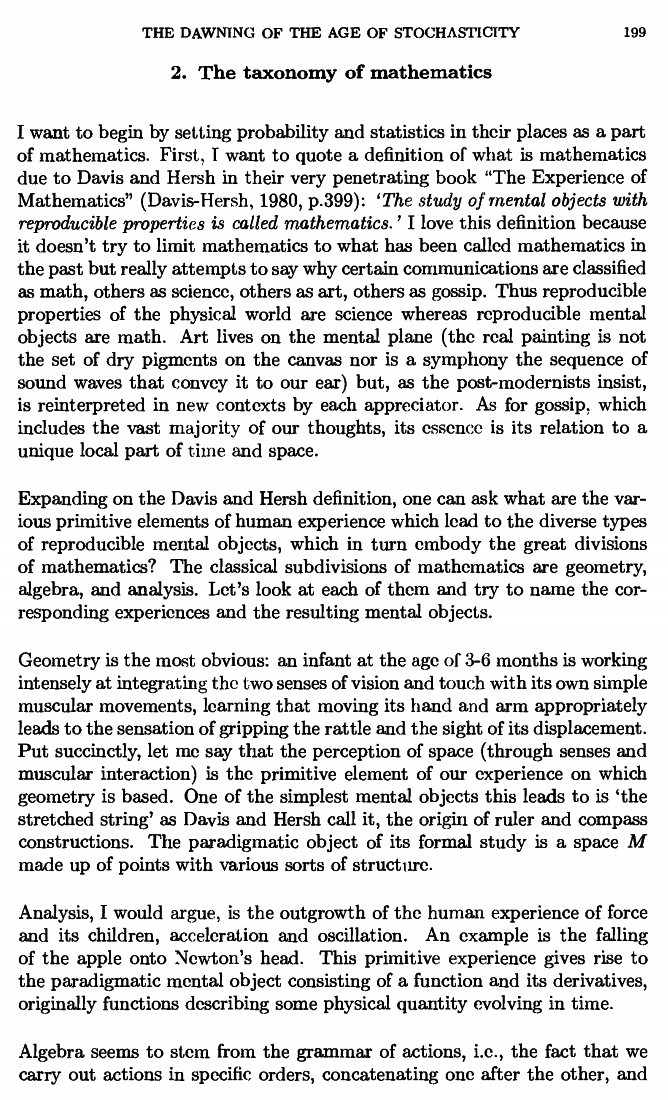 THE DAWNING OF THE AGE OF STOCHASTICITY 199
2. The taxonomy of mathematics
I want to begin by setting probability and statistics in their places as a part
of mathematics. First, I want to quote a definition of what is mathematics
due to Davis and Hersh in their very penetrating book "The Experience of
Mathematics" (Davis-Hersh, 1980, p.399): 'The study of mental objects with
reproducible properties is called mathematics.' I love this definition because
it doesn't try to limit mathematics to what has been called mathematics in
the past but really attempts to say why certain communications are classified
as math, others as science, others as art, others as gossip. Thus reproducible
properties of the physical world are science whereas reproducible mental
objects are math. Art lives on the mental plane (the real painting is not
the set of dry pigments on the canvas nor is a symphony the sequence of
sound waves that convey it to our ear) but, as the post-modernists insist,
is reinterpreted in new contexts by each appreciator. As for gossip, which
includes the vast majority of our thoughts, its essence is its relation to a
unique local part of time and space.
Expanding on the Davis and Hersh definition, one can ask what are the var-
ious primitive elements of human experience which lead to the diverse types
of reproducible mental objects, which in turn embody the great divisions
of mathematics? The classical subdivisions of mathematics are geometry,
algebra, and analysis. Let's look at each of them and try to name the cor-
responding experiences and the resulting mental objects.
Geometry is the most obvious: an infant at the age of 3-6 months is working
intensely at integrating the two senses of vision and touch with its own simple
muscular movements, learning that moving its hand and arm appropriately
leads to the sensation of gripping the rattle and the sight of its displacement.
Put succinctly, let me say that the perception of space (through senses and
muscular interaction) is the primitive element of our experience on which
geometry is based. One of the simplest mental objects this leads to is 'the
stretched string' as Davis and Hersh call it, the origin of ruler and compass
constructions. The paradigmatic object of its formal study is a space M
made up of points with various sorts of structure.
Analysis, I would argue, is the outgrowth of the human experience of force
and its children, acceleration and oscillation. An example is the falling
of the apple onto Newton's head. This primitive experience gives rise to
the paradigmatic mental object consisting of a function and its derivatives,
originally functions describing some physical quantity evolving in time.
Algebra seems to stem from the grammar of actions, i.e., the fact that we
carry out actions in specific orders, concatenating one after the other, and